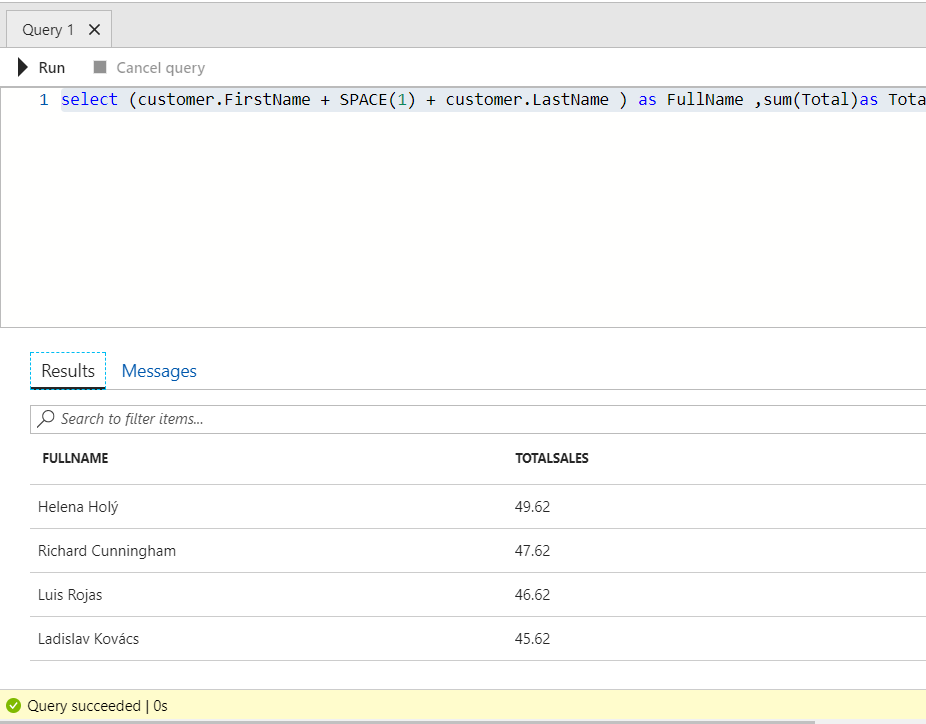 Query 1
Run Cancel query
1 select (customer.FirstName + SPACE(1) + customer.LastName ) as FullName ,sum(Total)as Tota
Results Messages
Search to filter items...
FULLNAME TOTALSALES
Helena Holý 49.62
Richard Cunningham 47.62
Luis Rojas 46.62
Ladislav Kovács 45.62
Query succeeded | 0s